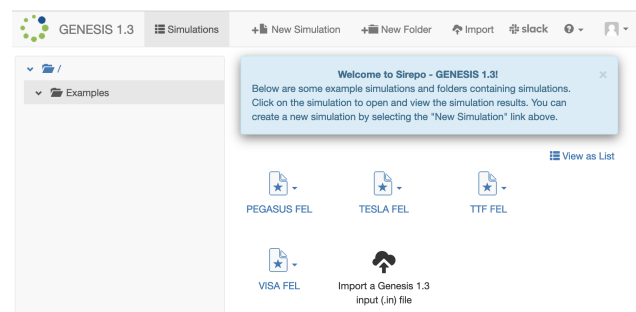 GENESIS 1.3
Simulations
New Simulation
New Folder
Import
slack
/
Examples
Welcome to Sirepo - GENESIS 1.3!
Below are some example simulations and folders containing simulations.
Click on the simulation to open and view the simulation results. You can
create a new simulation by selecting the "New Simulation" link above.
View as List
PEGASUS FEL
TESLA FEL
TTF FEL
VISA FEL
Import a Genesis 1.3
input (.in) file